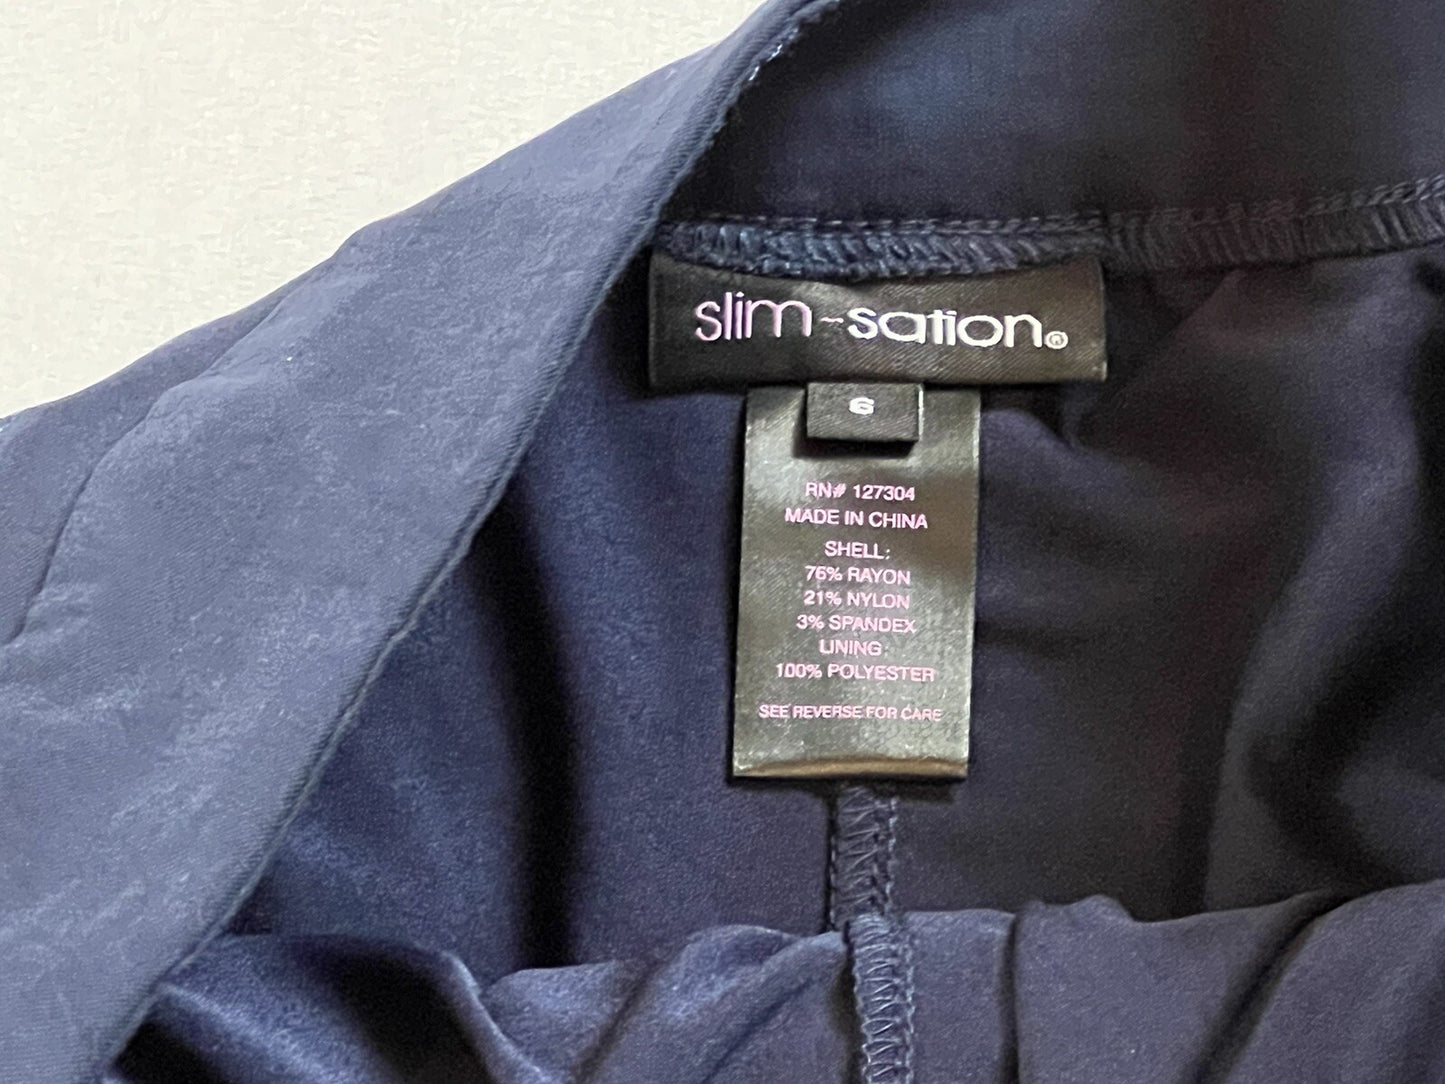 slim-sation®
6
RN# 127304
MADE IN CHINA
SHELL:
76% RAYON
21% NYLON
3% SPANDEX
LINING:
100% POLYESTER
SEE REVERSE FOR CARE